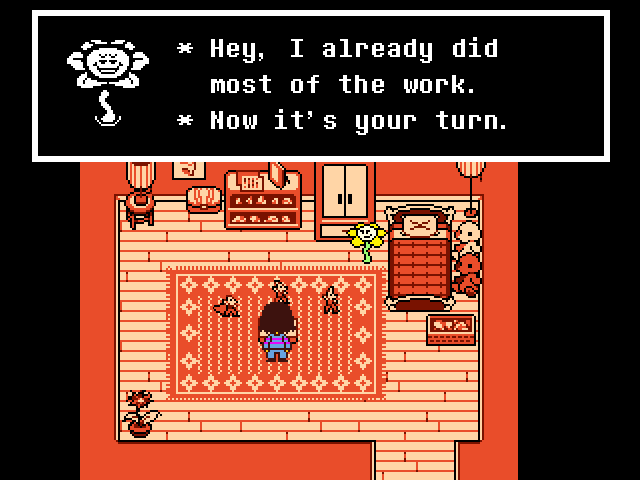 * Hey, I already did
most of the work.
* Now it's your turn.